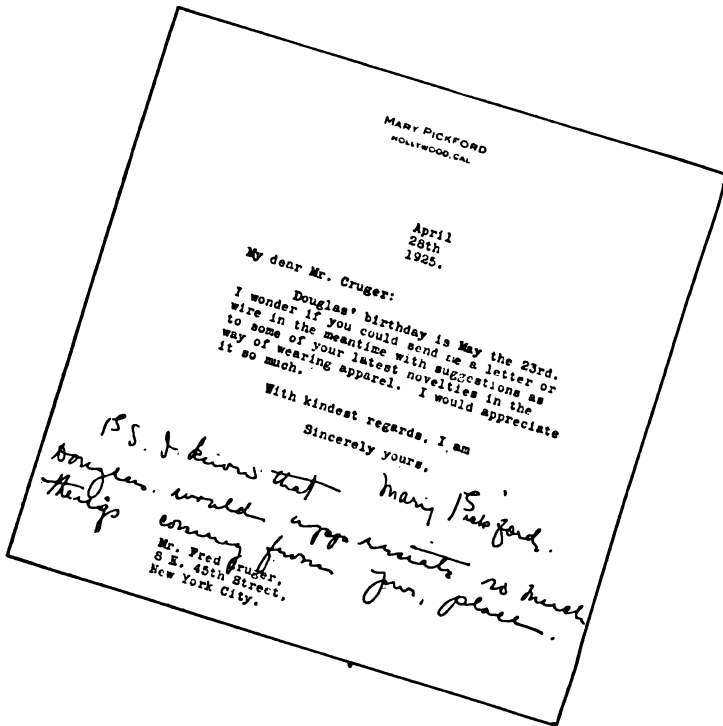 MARY PICKFORD
HOLLYWOOD, CAL
April
28th
1925.
My dear Mr. Cruger:
Douglas' birthday is May the 23rd.
I wonder if you could send me a letter or
wire in the meantime with suggestions as
to some of your latest novelties in the
way of wearing apparel. I would appreciate
it so much.
With kindest regards, I am
Sincerely yours,
Mary Pickford.
P.S. I know that
Douglas would appreciate so much
things coming from your place.
Mr. Fred Cruger,
8 E. 45th Street,
New York City.